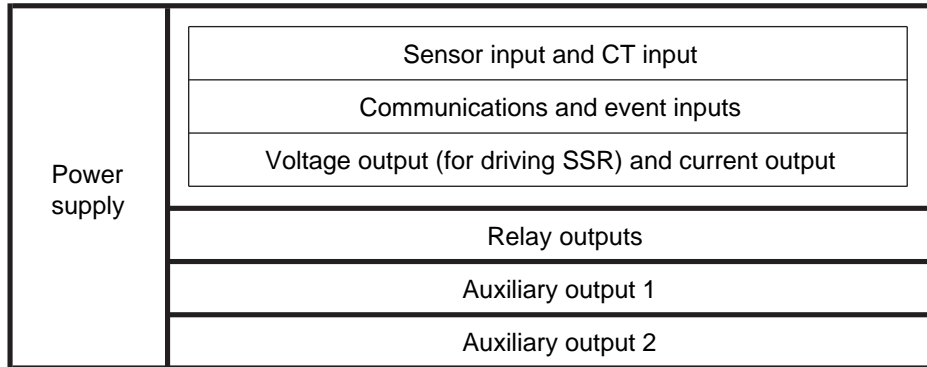 Power
supply
Sensor input and CT input
Communications and event inputs
Voltage output (for driving SSR) and current output
Relay outputs
Auxiliary output 1
Auxiliary output 2